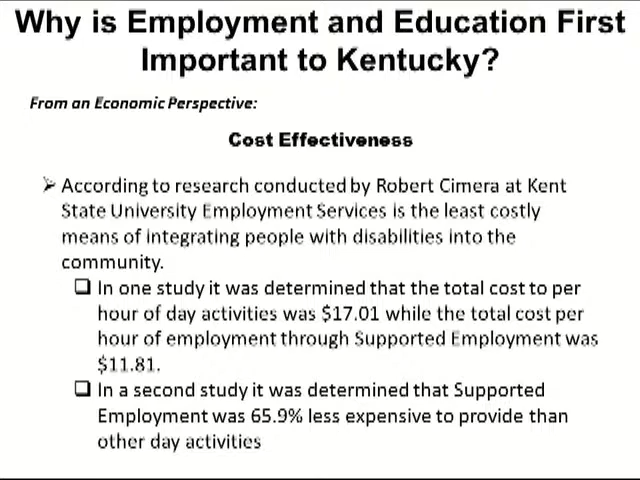 Why is Employment and Education First
Important to Kentucky?
From an Economic Perspective:
Cost Effectiveness
➢ According to research conducted by Robert Cimera at Kent
State University Employment Services is the least costly
means of integrating people with disabilities into the
community.
❑ In one study it was determined that the total cost to per
hour of day activities was $17.01 while the total cost per
hour of employment through Supported Employment was
$11.81.
❑ In a second study it was determined that Supported
Employment was 65.9% less expensive to provide than
other day activities